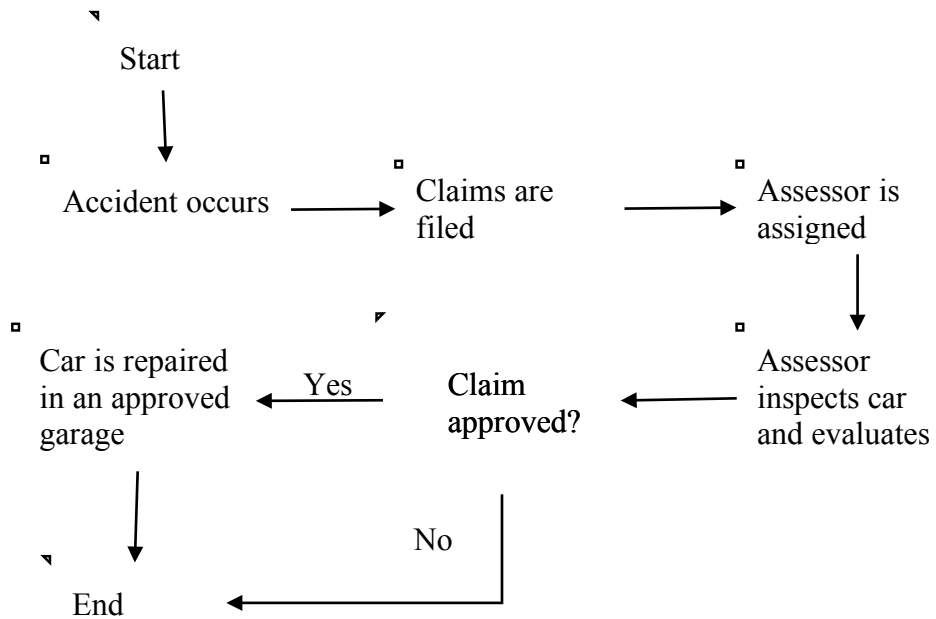 Start
Accident occurs
Claims are
filed
Assessor is
assigned
Car is repaired
in an approved
garage
Yes
Claim
approved?
Assessor
inspects car
and evaluates
No
End